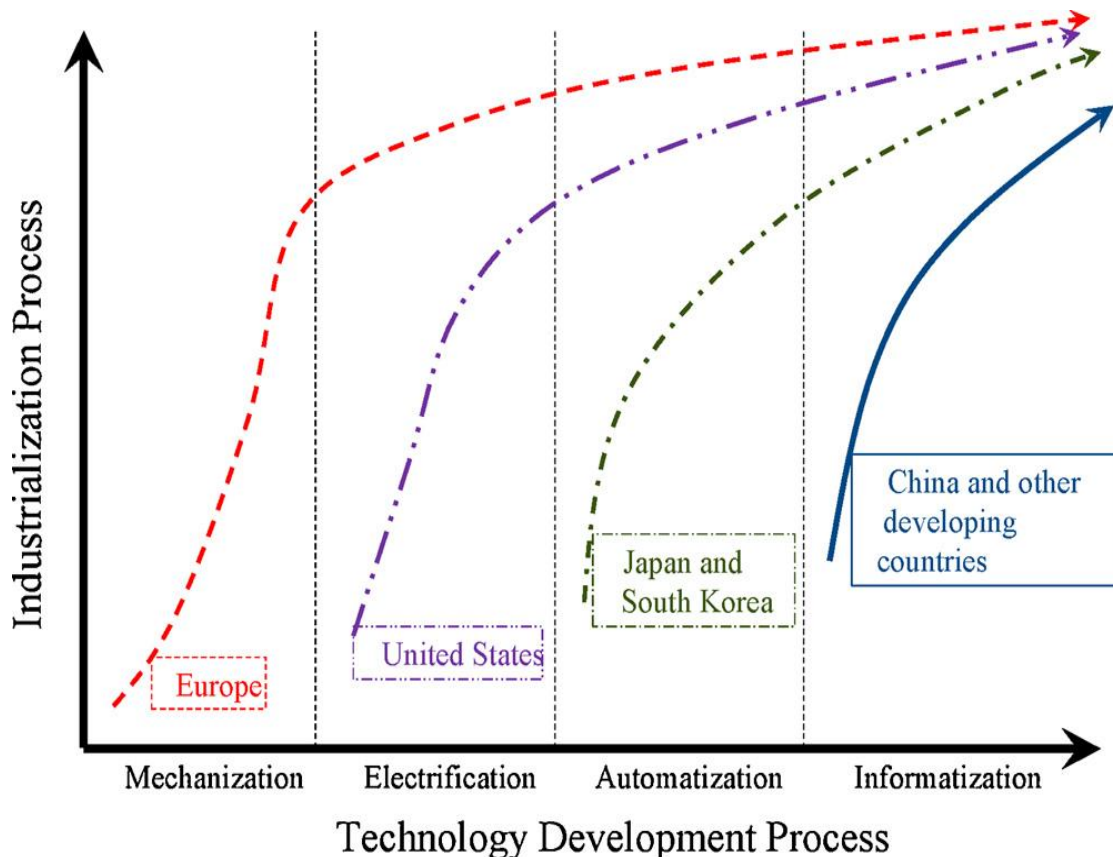 Industrialization Process
Europe
United States
Japan and
South Korea
China and other
developing
countries
Mechanization
Electrification
Automatization
Informatization
Technology Development Process